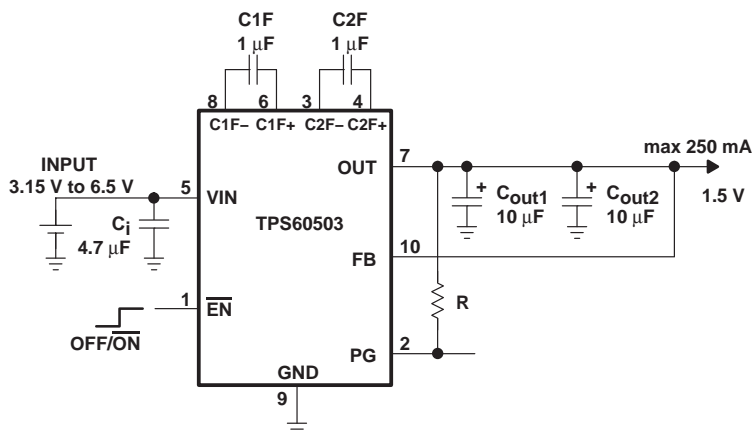 C1F
1 µF
C2F
1 µF
8
6
3
4
C1F−
C1F+
C2F−
C2F+
INPUT
3.15 V to 6.5 V
5
VIN
OUT
7
max 250 mA
1.5 V
Ci
4.7 µF
TPS60503
+
Cout1
10 µF
+
Cout2
10 µF
FB
10
1
EN
OFF/ON
R
PG
2
GND
9